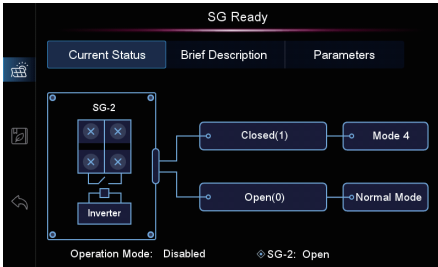 SG Ready
Current Status Brief Description Parameters
SG-2
Closed(1) Mode 4
Open(0) Normal Mode
Inverter
Operation Mode: Disabled SG-2: Open